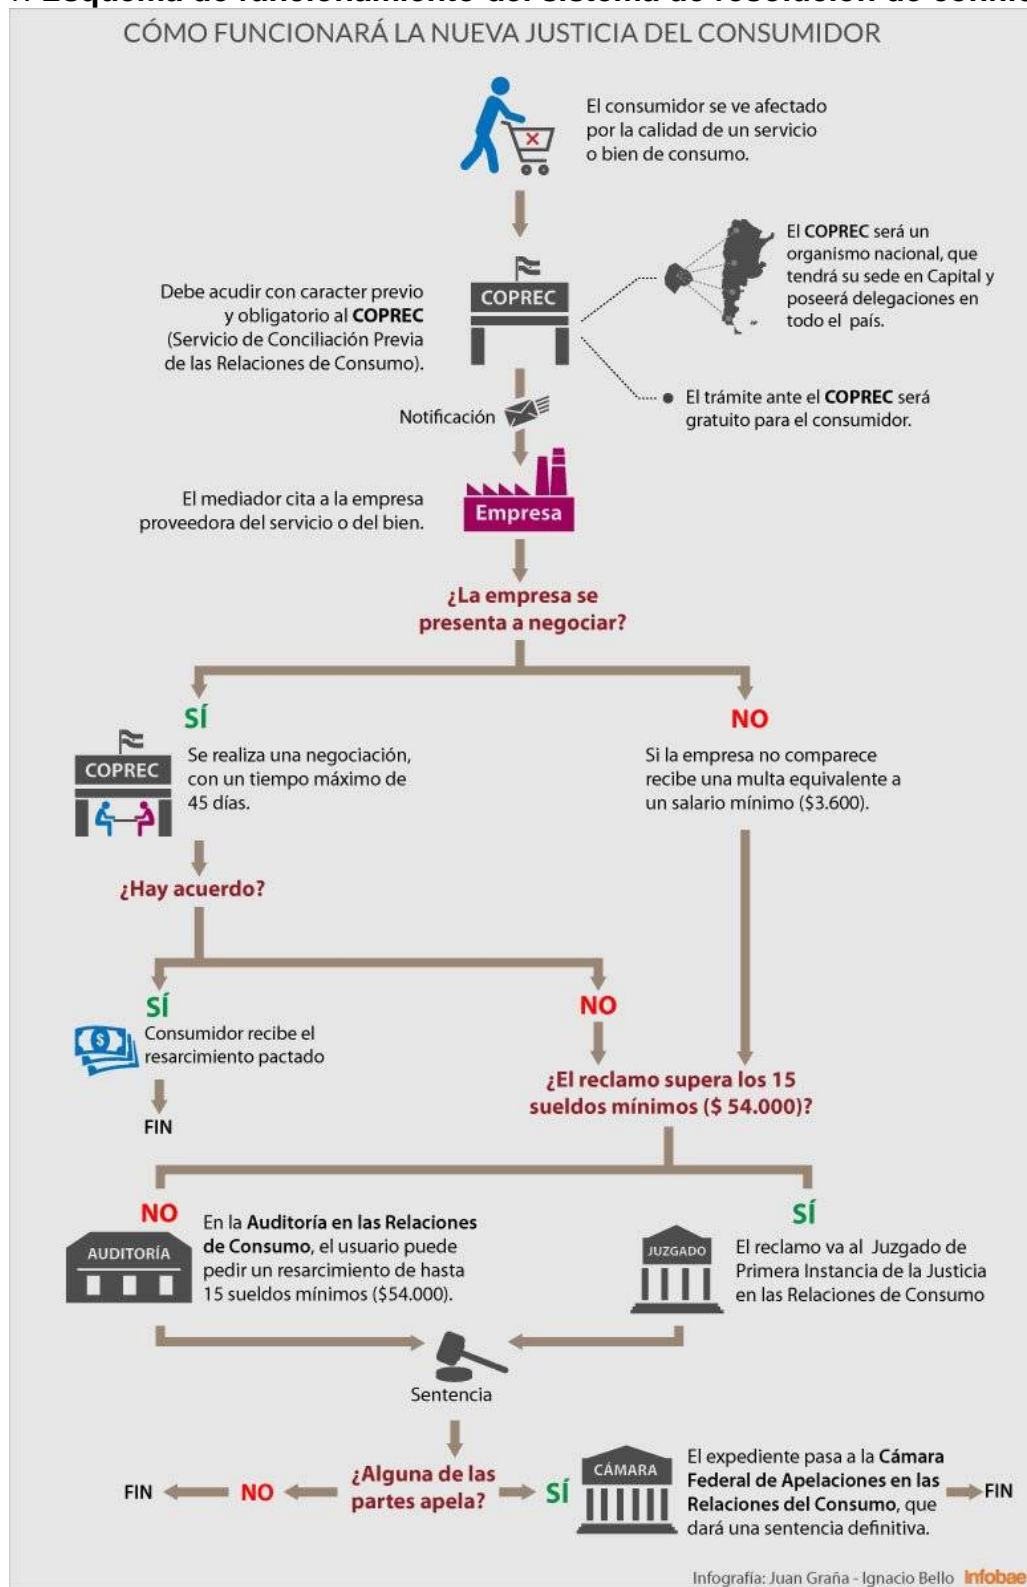 Esquema de funcionamiento del sistema de resolución de
CÓMO FUNCIONARÁ LA NUEVA JUSTICIA DEL CONSUMIDOR
El consumidor se ve afectado
por la calidad de un servicio
o bien de consumo.
Debe acudir con caracter previo
y obligatorio al COPREC
(Servicio de Conciliación Previa
de las Relaciones de Consumo).
COPREC
El COPREC será un
organismo nacional, que
tendrá su sede en Capital y
poseerá delegaciones en
todo el país.
El trámite ante el COPREC será
gratuito para el consumidor.
Notificación
El mediador cita a la empresa
proveedora del servicio o del bien.
Empresa
¿La empresa se
presenta a negociar?
SÍ
COPREC
Se realiza una negociación,
con un tiempo máximo de
45 días.
NO
Si la empresa no comparece
recibe una multa equivalente a
un salario mínimo ($3.600).
¿Hay acuerdo?
SÍ
Consumidor recibe el
resarcimiento pactado
FIN
NO
¿El reclamo supera los 15
sueldos mínimos ($ 54.000)?
NO
AUDITORÍA
En la Auditoría en las Relaciones
de Consumo, el usuario puede
pedir un resarcimiento de hasta
15 sueldos mínimos ($54.000).
SÍ
JUZGADO
El reclamo va al Juzgado de
Primera Instancia de la Justicia
en las Relaciones de Consumo
Sentencia
¿Alguna de las
partes apela?
NO
FIN
SÍ
CÁMARA
El expediente pasa a la Cámara
Federal de Apelaciones en las
Relaciones del Consumo, que
dará una sentencia definitiva.
FIN
Infografía: Juan Graña - Ignacio Bello Infobae